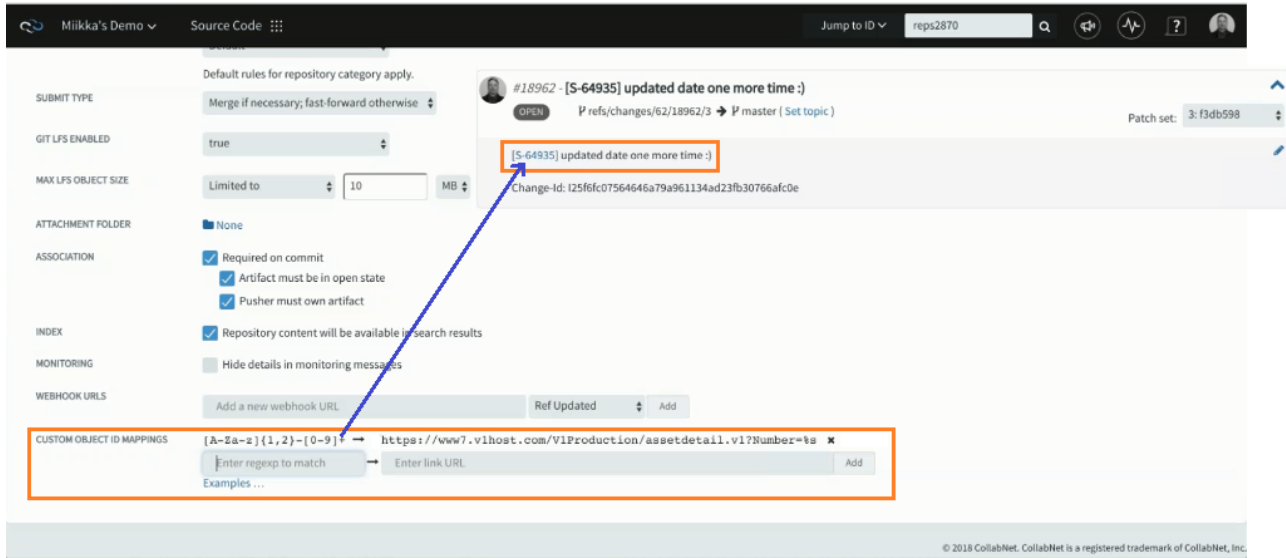 Miikka's Demo
Source Code
Jump to ID
reps2870
?
Default
Default rules for repository category apply.
SUBMIT TYPE
Merge if necessary; fast-forward otherwise
GIT LFS ENABLED
true
MAX LFS OBJECT SIZE
Limited to
10
MB
ATTACHMENT FOLDER
None
ASSOCIATION
Required on commit
Artifact must be in open state
Pusher must own artifact
INDEX
Repository content will be available in search results
MONITORING
Hide details in monitoring messages
WEBHOOK URLS
Add a new webhook URL
Ref Updated
Add
CUSTOM OBJECT ID MAPPINGS
[A-Za-z]{1,2}-[0-9]+ → https://www7.v1host.com/V1Production/assetdetail.v1?Number=%s ×
Enter regexp to match → Enter link URL
Add
Examples ...
#18962 - [S-64935] updated date one more time :)
OPEN
refs/changes/62/18962/3 → master ( Set topic )
Patch set: 3: f3db598
[S-64935] updated date one more time :)
Change-Id: I25f6fc07564646a79a961134ad23fb30766afc0e
© 2018 CollabNet. CollabNet is a registered trademark of CollabNet, Inc.